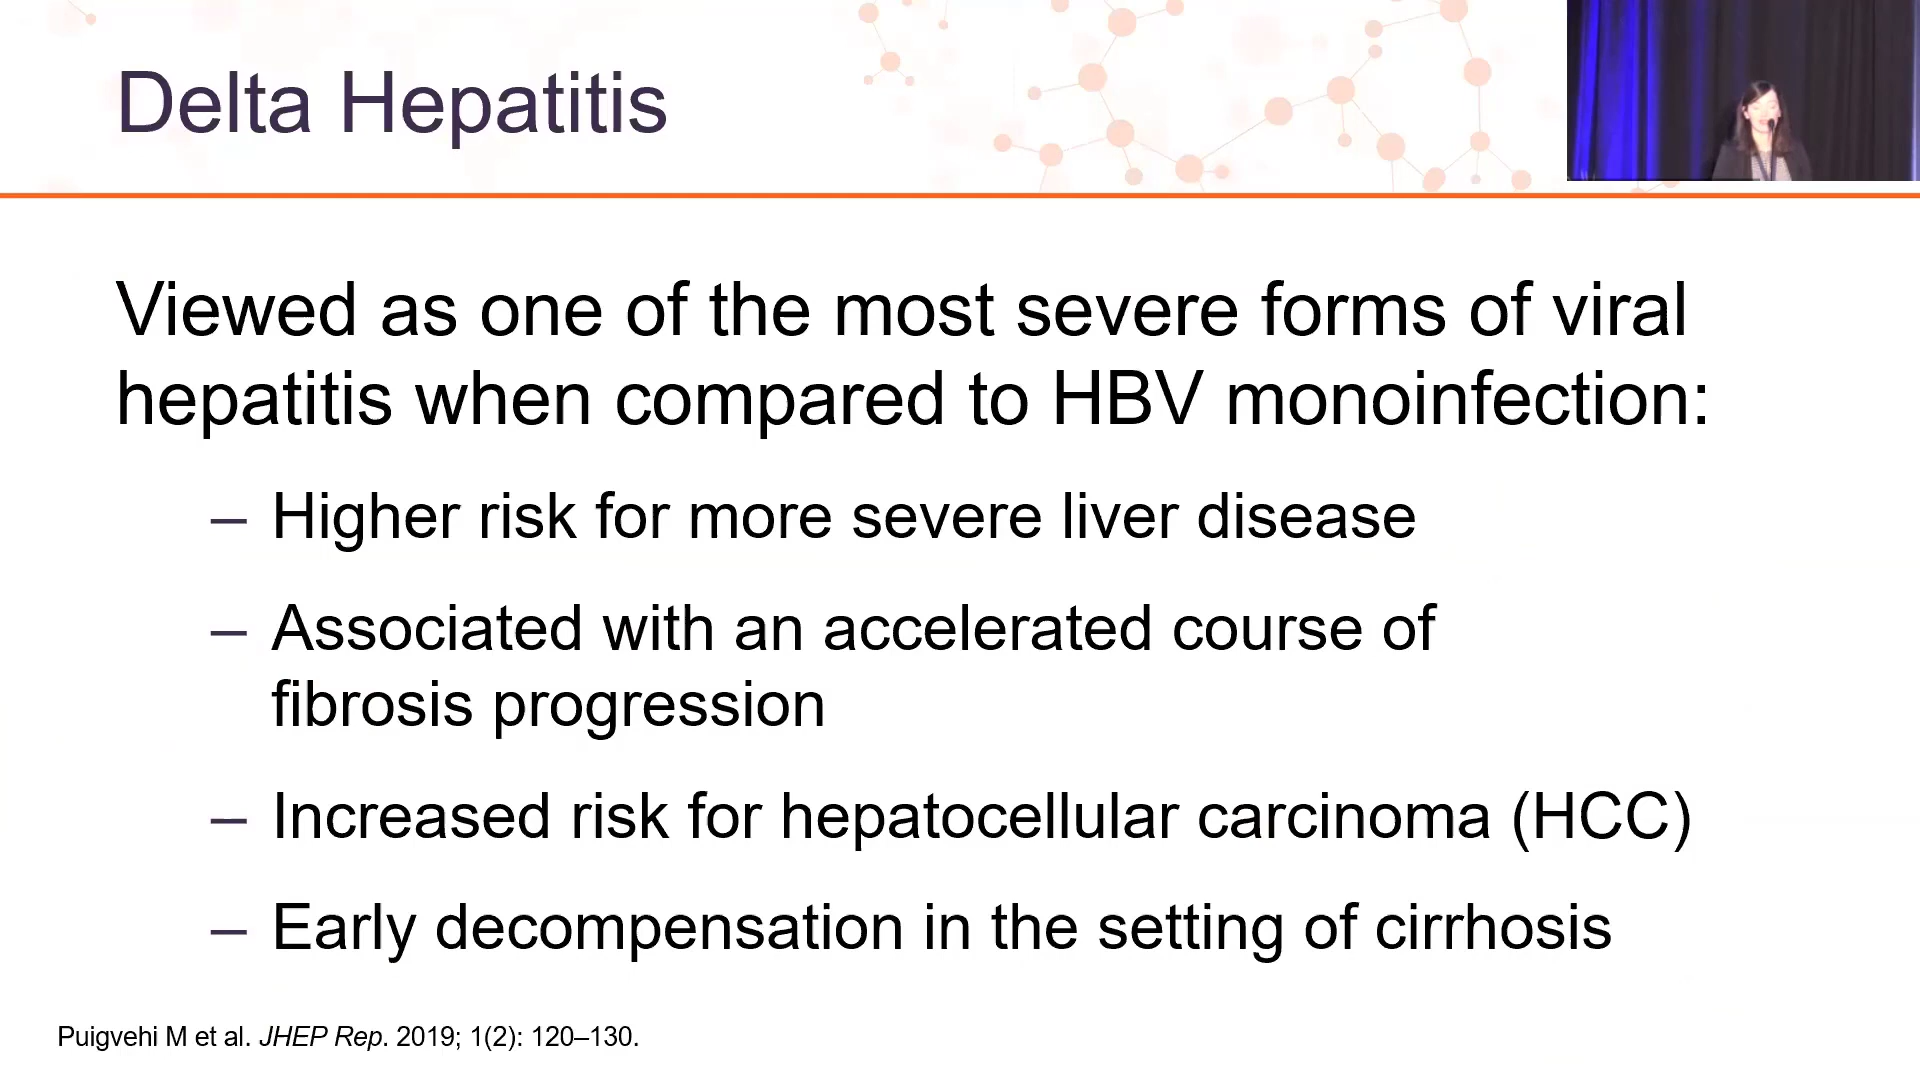 Delta Hepatitis
Viewed as one of the most severe forms of viral
hepatitis when compared to HBV monoinfection:
– Higher risk for more severe liver disease
– Associated with an accelerated course of
fibrosis progression
– Increased risk for hepatocellular carcinoma (HCC)
– Early decompensation in the setting of cirrhosis
Puigvehi M et al. JHEP Rep. 2019; 1(2): 120–130.